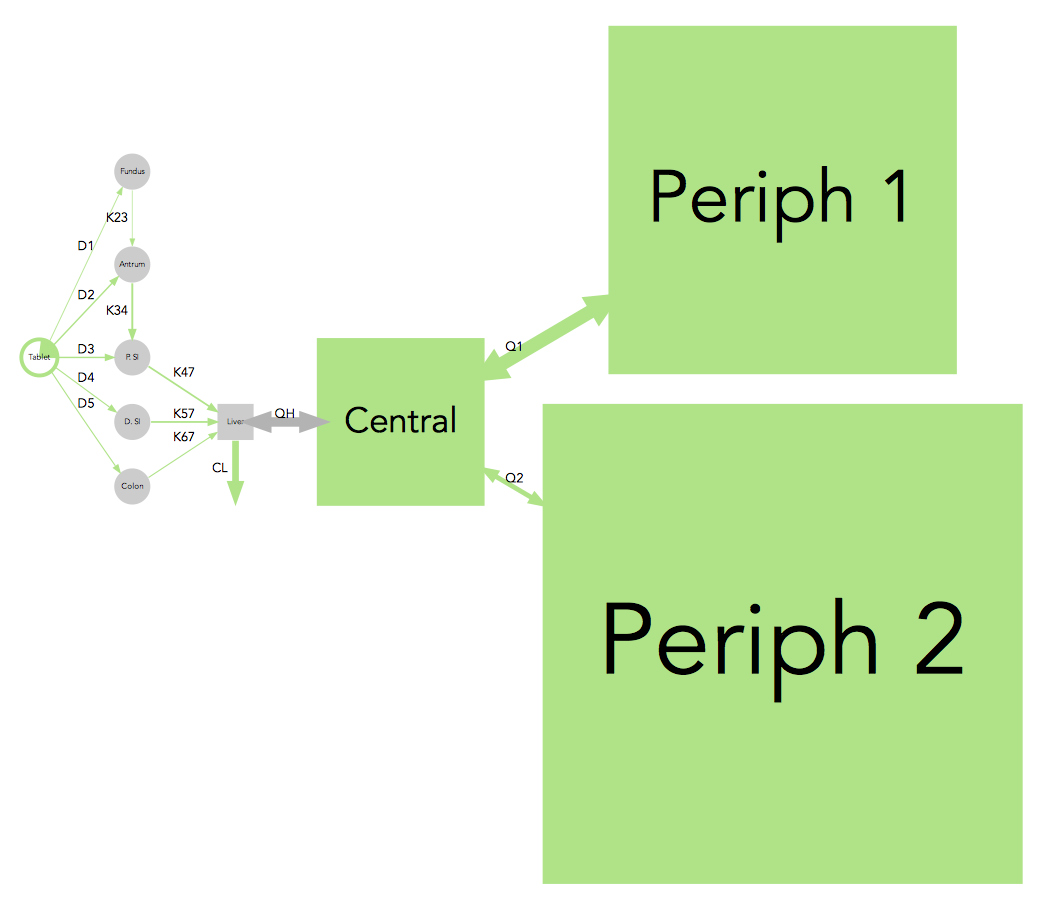 Periph 1
Fundus
K23
D1
Antrum
D2
K34
Q1
D3
Tablet
P. SI
D4
K47
D5
K57
QH
D. SI
Liver
Central
K67
CL
Q2
Colon
Periph 2